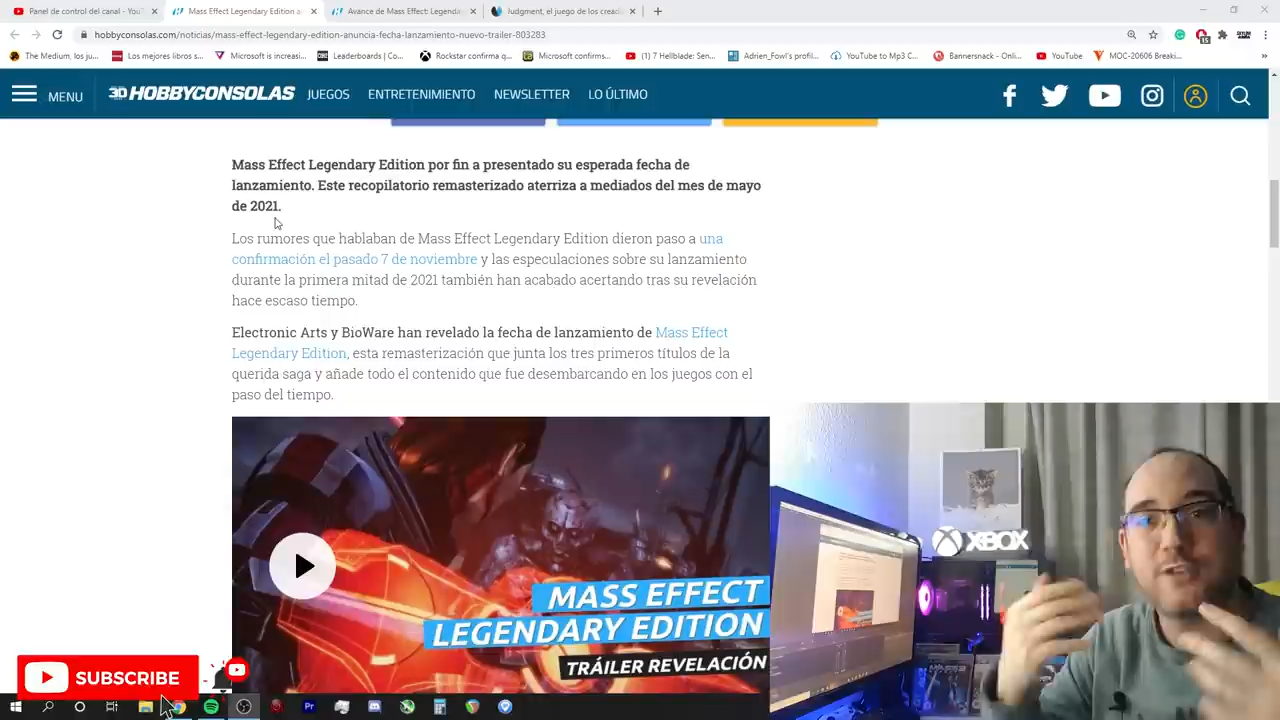 Panel de control del canal - YouT
Mass Effect Legendary Edition a
Avance de Mass Effect: Legenda
Judgment, el juego de los cread
hobbyconsolas.com/noticias/mass-effect-legendary-edition-anuncia-fecha-lanzamiento-nuevo-trailer-803283
The Medium, los ju...
Los mejores libros s...
Microsoft is increasi...
Leaderboards | Co...
Rockstar confirma q...
Microsoft confirms...
(1) 7 Hellblade: Sen...
Adrien_Fowl's profil...
YouTube to Mp3 C...
Bannersnack - Onli...
YouTube
MOC-20606 Breaki...
MENU
HOBBYCONSOLAS
JUEGOS
ENTRETENIMIENTO
NEWSLETTER
LO ÚLTIMO
Mass Effect Legendary Edition por fin a presentado su esperada fecha de
lanzamiento. Este recopilatorio remasterizado aterriza a mediados del mes de mayo
de 2021.
Los rumores que hablaban de Mass Effect Legendary Edition dieron paso a una
confirmación el pasado 7 de noviembre y las especulaciones sobre su lanzamiento
durante la primera mitad de 2021 también han acabado acertando tras su revelación
hace escaso tiempo.
Electronic Arts y BioWare han revelado la fecha de lanzamiento de Mass Effect
Legendary Edition, esta remasterización que junta los tres primeros títulos de la
querida saga y añade todo el contenido que fue desembarcando en los juegos con el
paso del tiempo.
MASS EFFECT
LEGENDARY EDITION
TRÁILER REVELACIÓN
XBOX
SUBSCRIBE